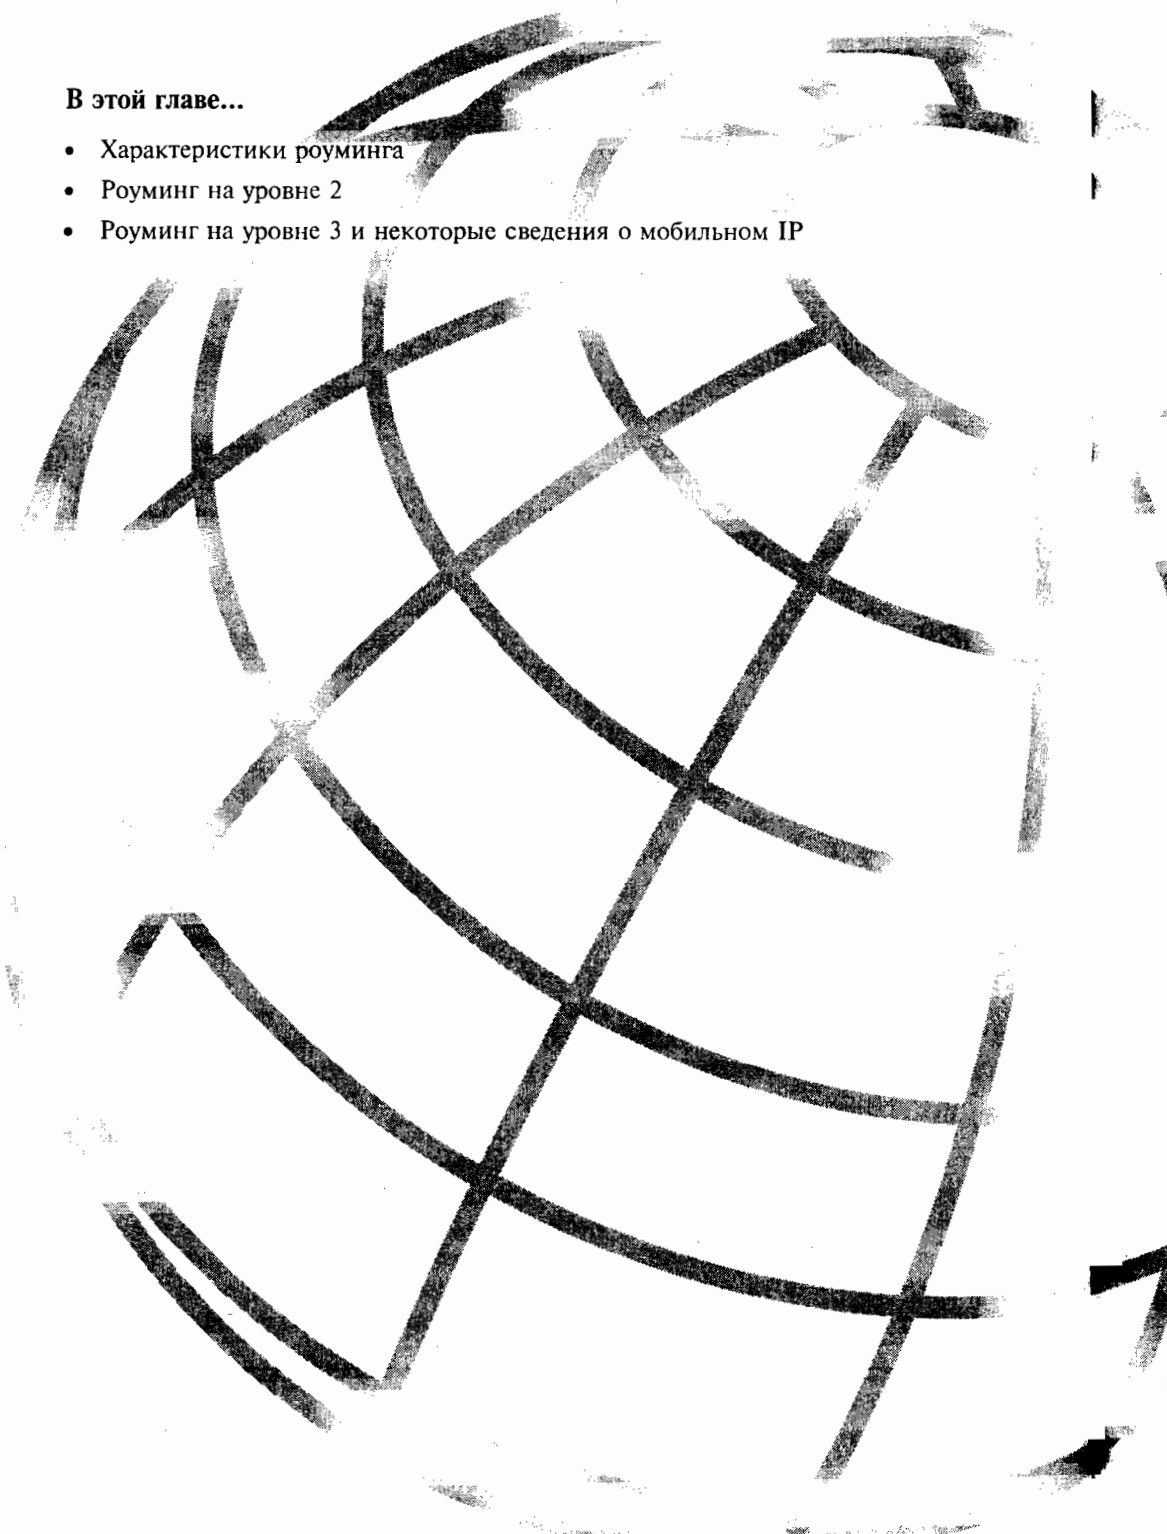 В этой главе...
• Характеристики роуминга
• Роуминг на уровне 2
• Роуминг на уровне 3 и некоторые сведения о мобильном IP